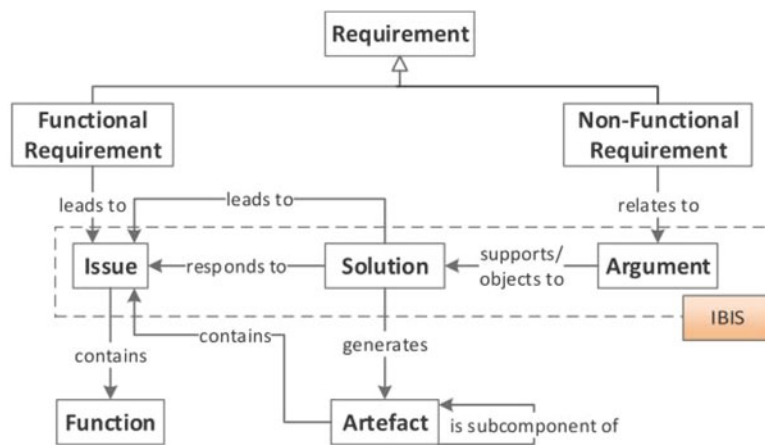 Requirement
Functional
Requirement
Non-Functional
Requirement
leads to
leads to
relates to
Issue
responds to
Solution
supports/
objects to
Argument
IBIS
contains
contains
generates
Function
Artefact
is subcomponent of